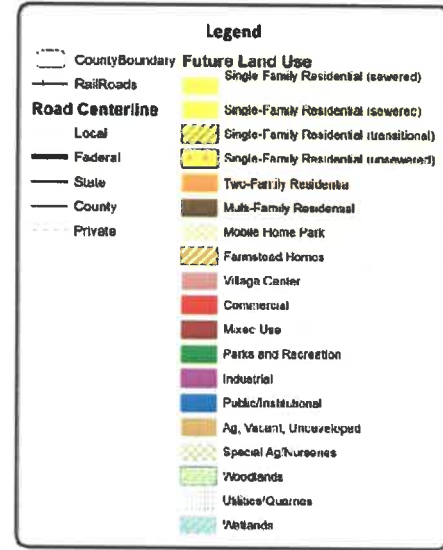 Legend
CountyBoundary
RailRoads
Road Centerline
Local
Federal
State
County
Private
Future Land Use
Single Family Residential (sewered)
Single-Family Residential (sewered)
Single-Family Residential (transitional)
Single-Family Residential (unsewered)
Two-Family Residential
Multi-Family Residential
Mobile Home Park
Farmstead Homes
Village Center
Commercial
Mixed Use
Parks and Recreation
Industrial
Public/Institutional
Ag, Vacant, Undeveloped
Special Ag/Nurseries
Woodlands
Utilities/Quarries
Wetlands